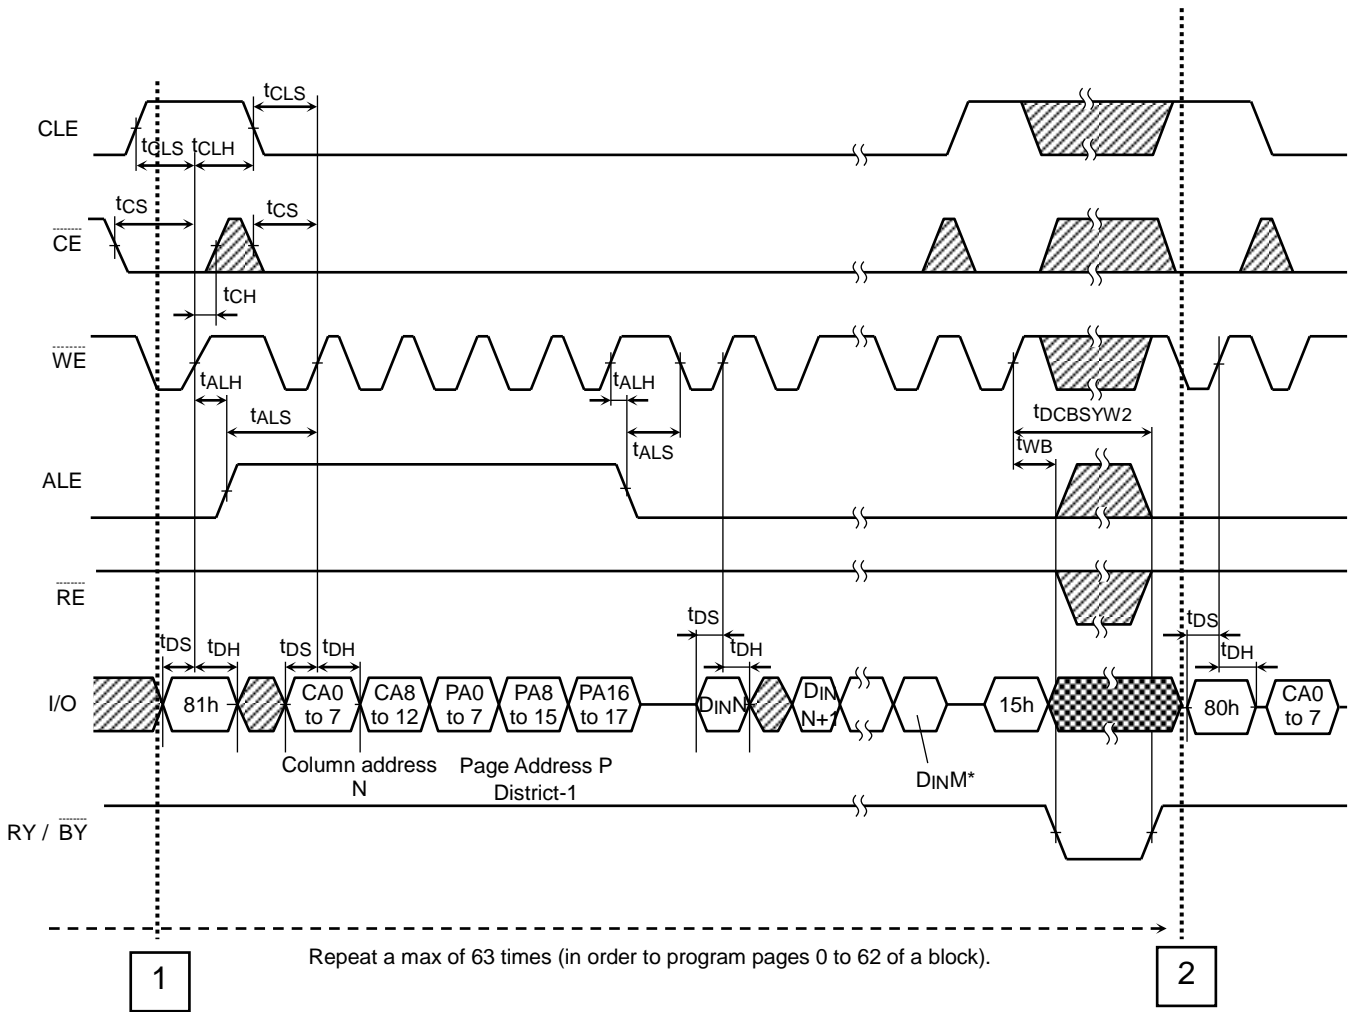 tCLS
CLE
tCLS tCLH
tCS tCS
CE
tCH
WE
tALH tALH
tALS tALS
tDCBSYW2
tWB
ALE
RE
tDS tDH tDS tDH tDS tDH tDS tDH
I/O
81h
CA0 to 7
CA8 to 12
PA0 to 7
PA8 to 15
PA16 to 17
DINN
DIN N+1
15h
80h
CA0 to 7
Column address
N
Page Address P
District-1
DINM*
RY / BY
Repeat a max of 63 times (in order to program pages 0 to 62 of a block).
1
2